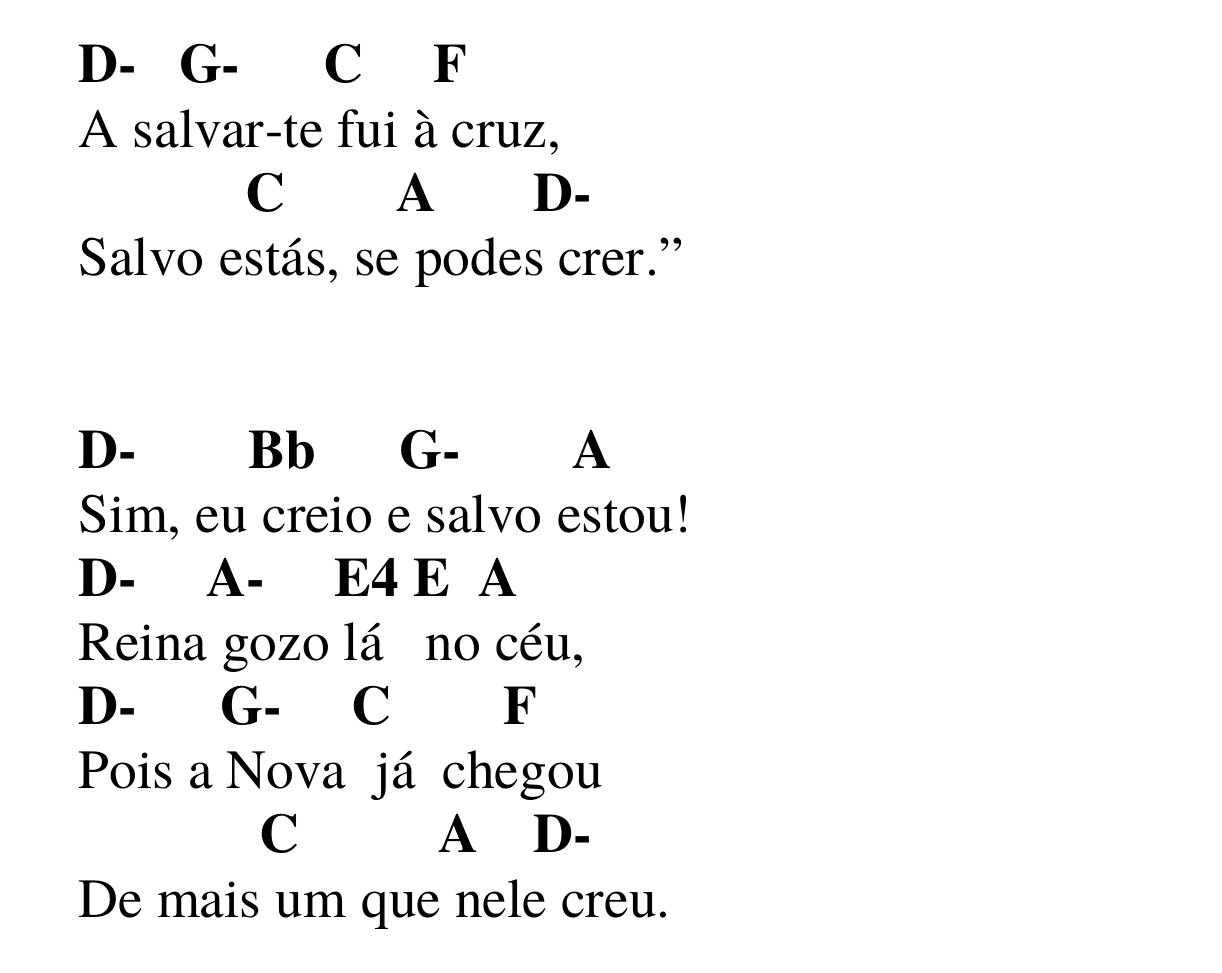 D- G- C F
A salvar-te fui à cruz,
C A D-
Salvo estás, se podes crer.”
D- Bb G- A
Sim, eu creio e salvo estou!
D- A- E4 E A
Reina gozo lá no céu,
D- G- C F
Pois a Nova já chegou
C A D-
De mais um que nele creu.